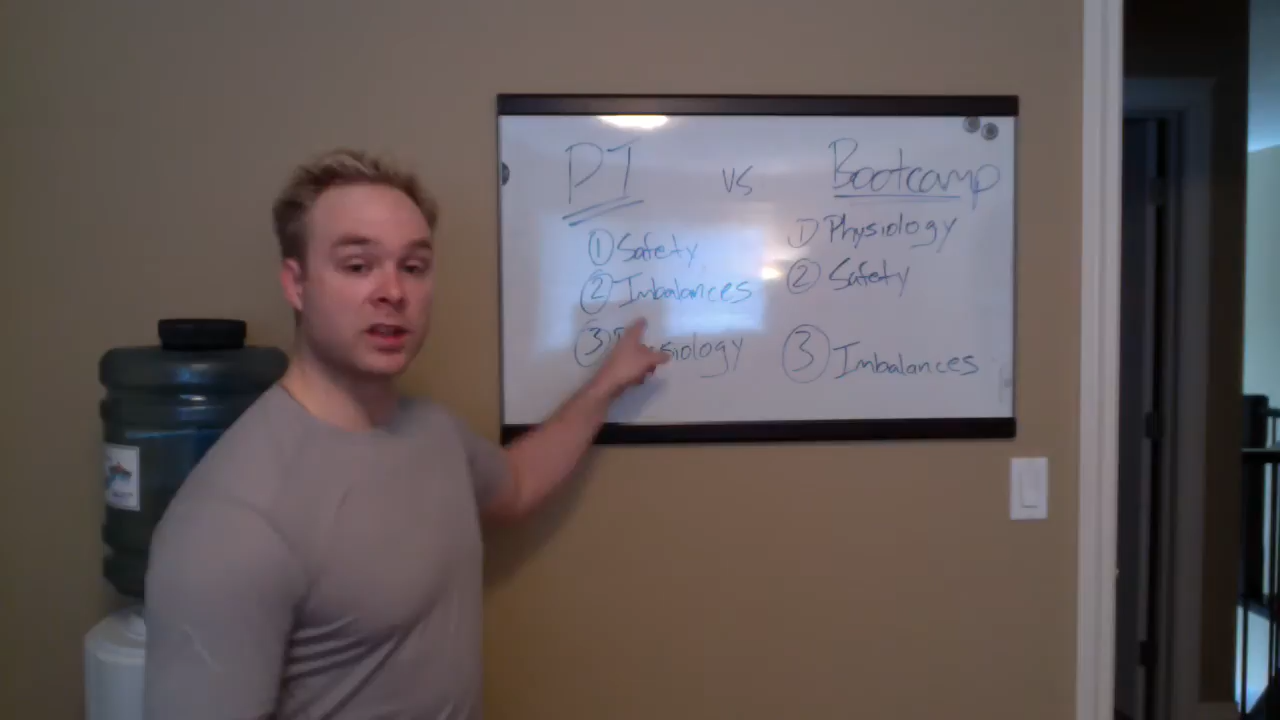 PT vs Bootcamp
① Safety
② Imbalances
③ Physiology
① Physiology
② Safety
③ Imbalances